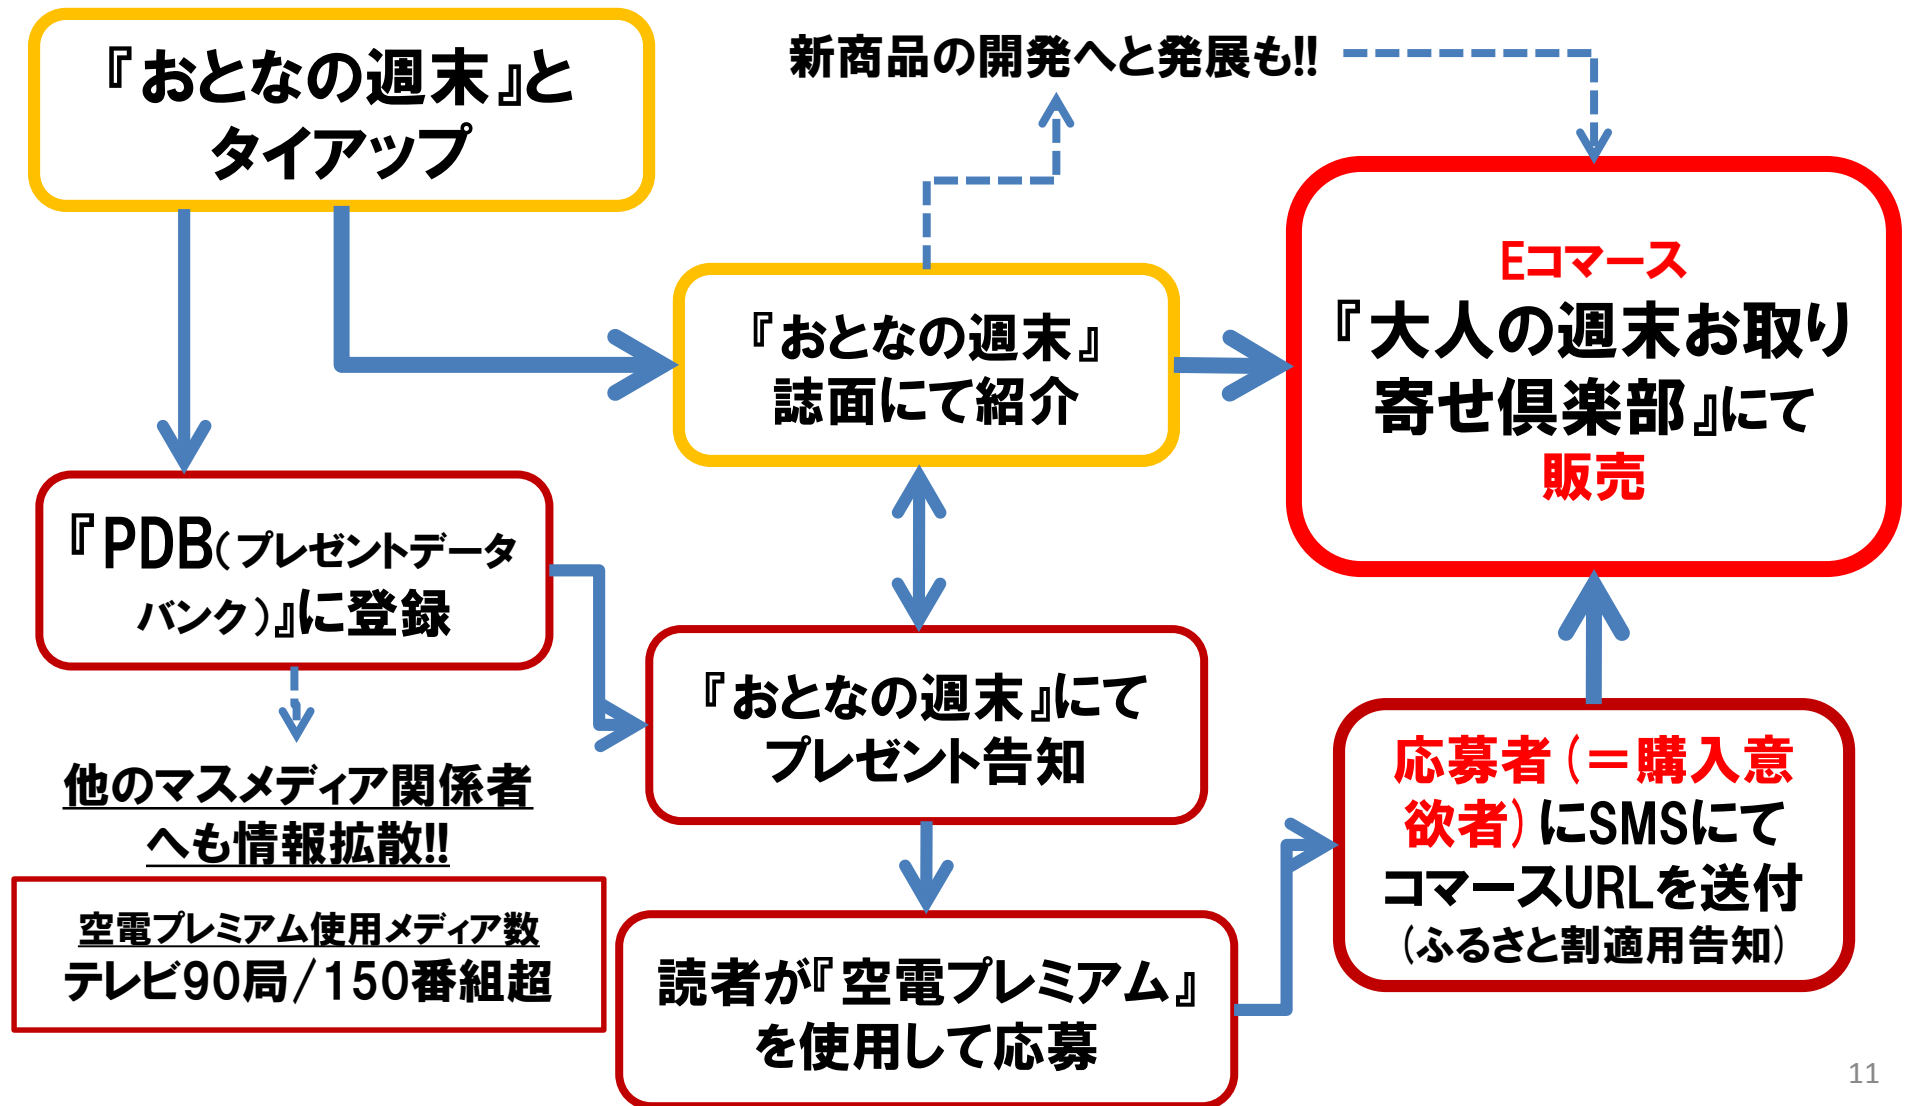 『おとなの週末』と
タイアップ
新商品の開発へと発展も!!
『おとなの週末』
誌面にて紹介
Eコマース
『大人の週末お取り
寄せ倶楽部』にて
販売
『PDB(プレゼントデータ
バンク)』に登録
他のマスメディア関係者
へも情報拡散!!
空電プレミアム使用メディア数
テレビ90局/150番組超
『おとなの週末』にて
プレゼント告知
読者が『空電プレミアム』
を使用して応募
応募者(=購入意
欲者)にSMSにて
コマースURLを送付
(ふるさと割適用告知)
11